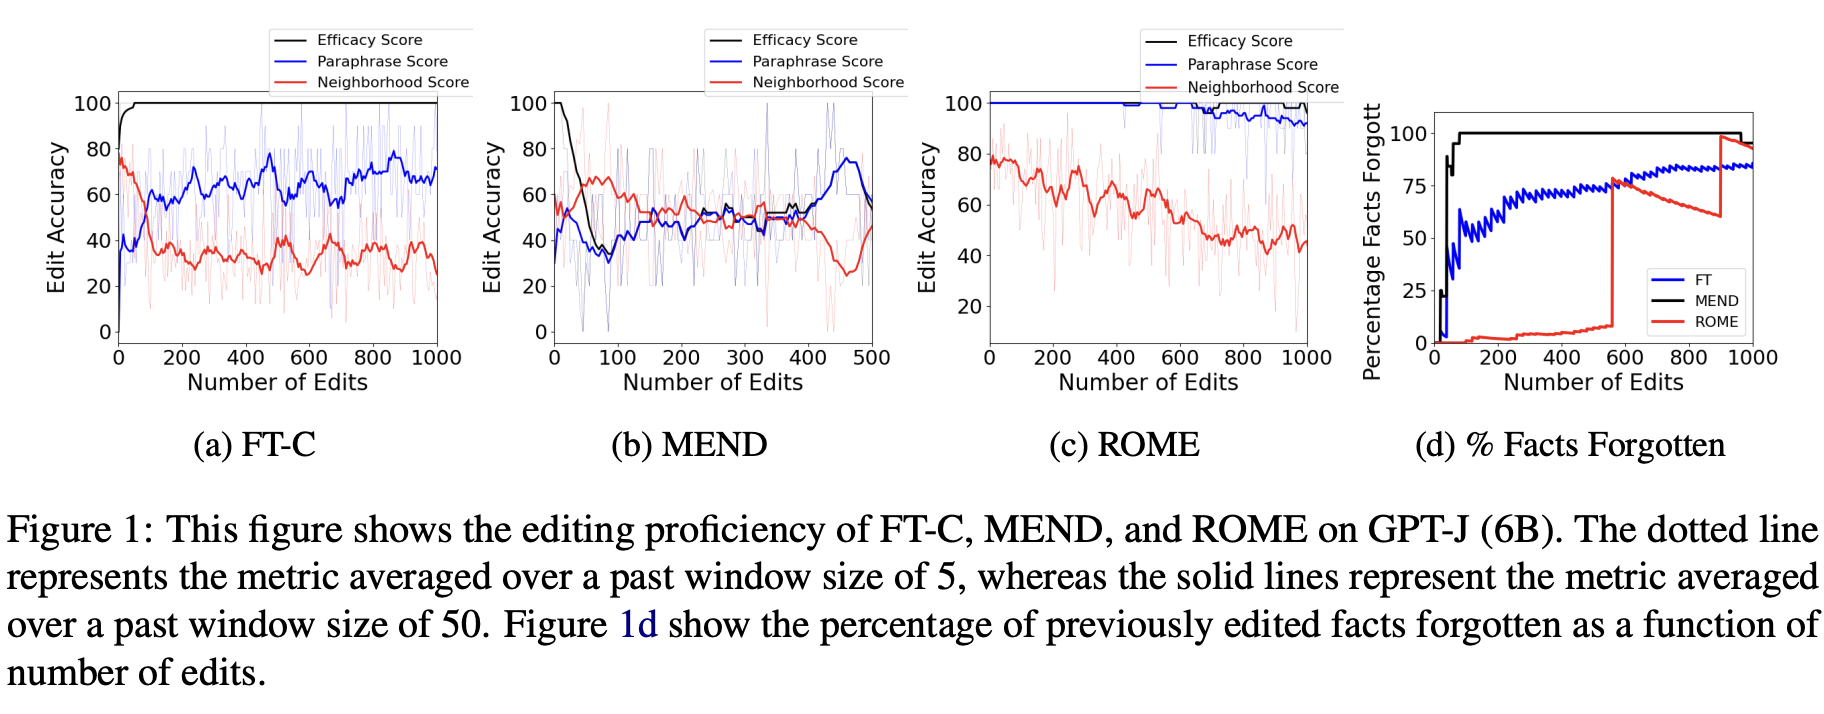 Efficacy Score
Paraphrase Score
Neighborhood Score
100
80
60
40
20
0
Edit Accuracy
0 200 400 600 800 1000
Number of Edits
(a) FT-C
Efficacy Score
Paraphrase Score
Neighborhood Score
100
80
60
40
20
0
Edit Accuracy
0 100 200 300 400 500
Number of Edits
(b) MEND
Efficacy Score
Paraphrase Score
Neighborhood Score
100
80
60
40
20
Edit Accuracy
0 200 400 600 800 1000
Number of Edits
(c) ROME
100
75
50
25
0
Percentage Facts Forgott
FT
MEND
ROME
0 200 400 600 800 1000
Number of Edits
(d) % Facts Forgotten
Figure 1: This figure shows the editing proficiency of FT-C, MEND, and ROME on GPT-J (6B). The dotted line
represents the metric averaged over a past window size of 5, whereas the solid lines represent the metric averaged
over a past window size of 50. Figure 1d show the percentage of previously edited facts forgotten as a function of
number of edits.